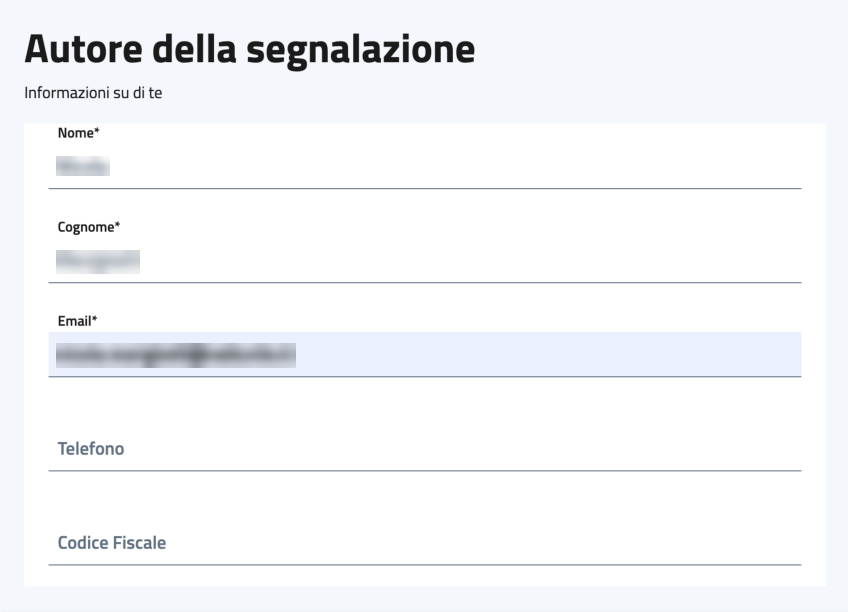 Autore della segnalazione
Informazioni su di te
Nome*
Cognome*
Email*
Telefono
Codice Fiscale